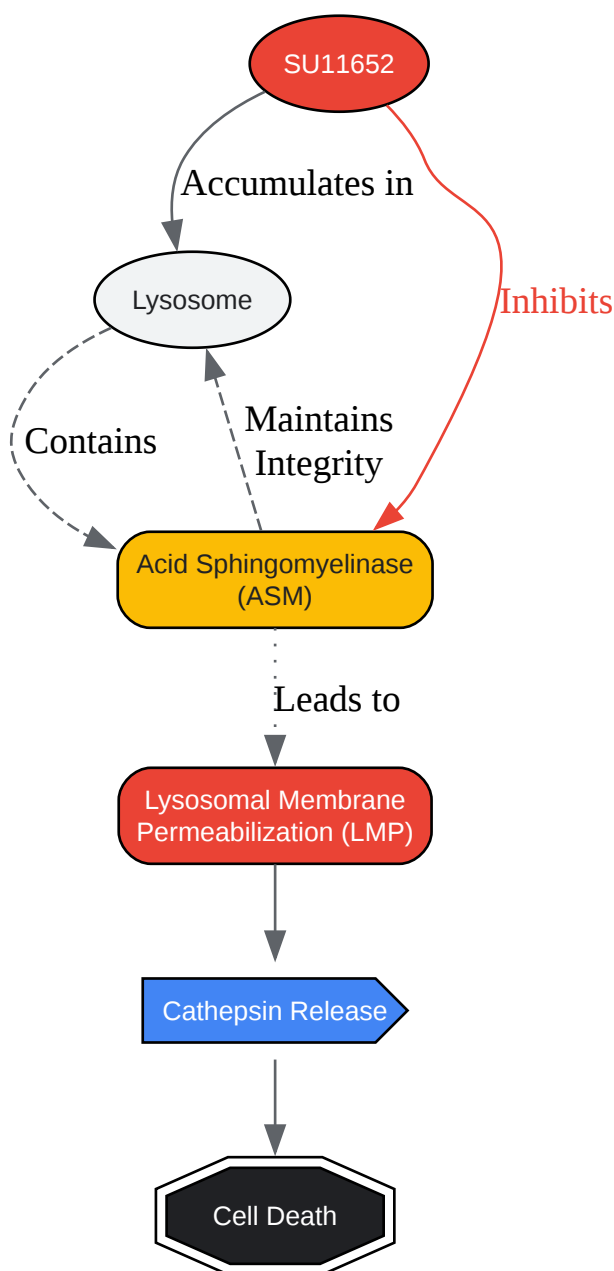 SU11652
Accumulates in
Lysosome
Inhibits
Contains
Maintains
Integrity
Acid Sphingomyelinase
(ASM)
Leads to
Lysosomal Membrane
Permeabilization (LMP)
Cathepsin Release
Cell Death